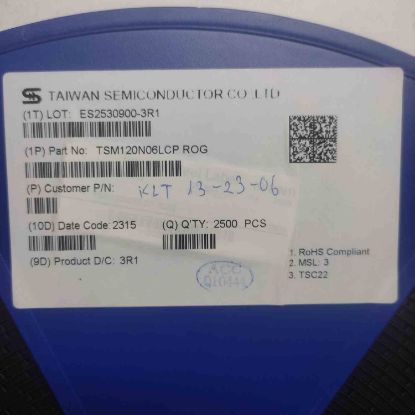 TAIWAN SEMICONDUCTOR CO.,LTD
(1T) LOT: ES2530900-3R1
(1P) Part No: TSM120N06LCP ROG
(P) Customer P/N:
KLT 13-23-06
(10D) Date Code: 2315 (Q) Q'TY: 2500 PCS
(9D) Product D/C: 3R1
ACC
Q10444
1. RoHS Compliant
2. MSL: 3
3. TSC22